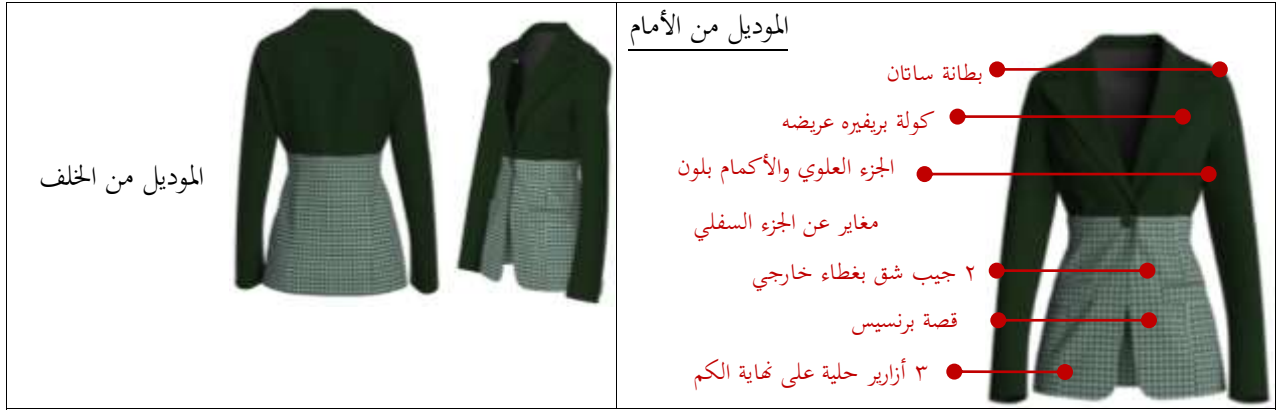 الموديل من الأمام
بطانة ساتان
كولة بريفيره عريضه
الجزء العلوي والأكمام بلون
مغاير عن الجزء السفلي
٢ جيب شق بغطاء خارجي
قصة برنسيس
٣ أزارير حلية على نهاية الكم
الموديل من الخلف